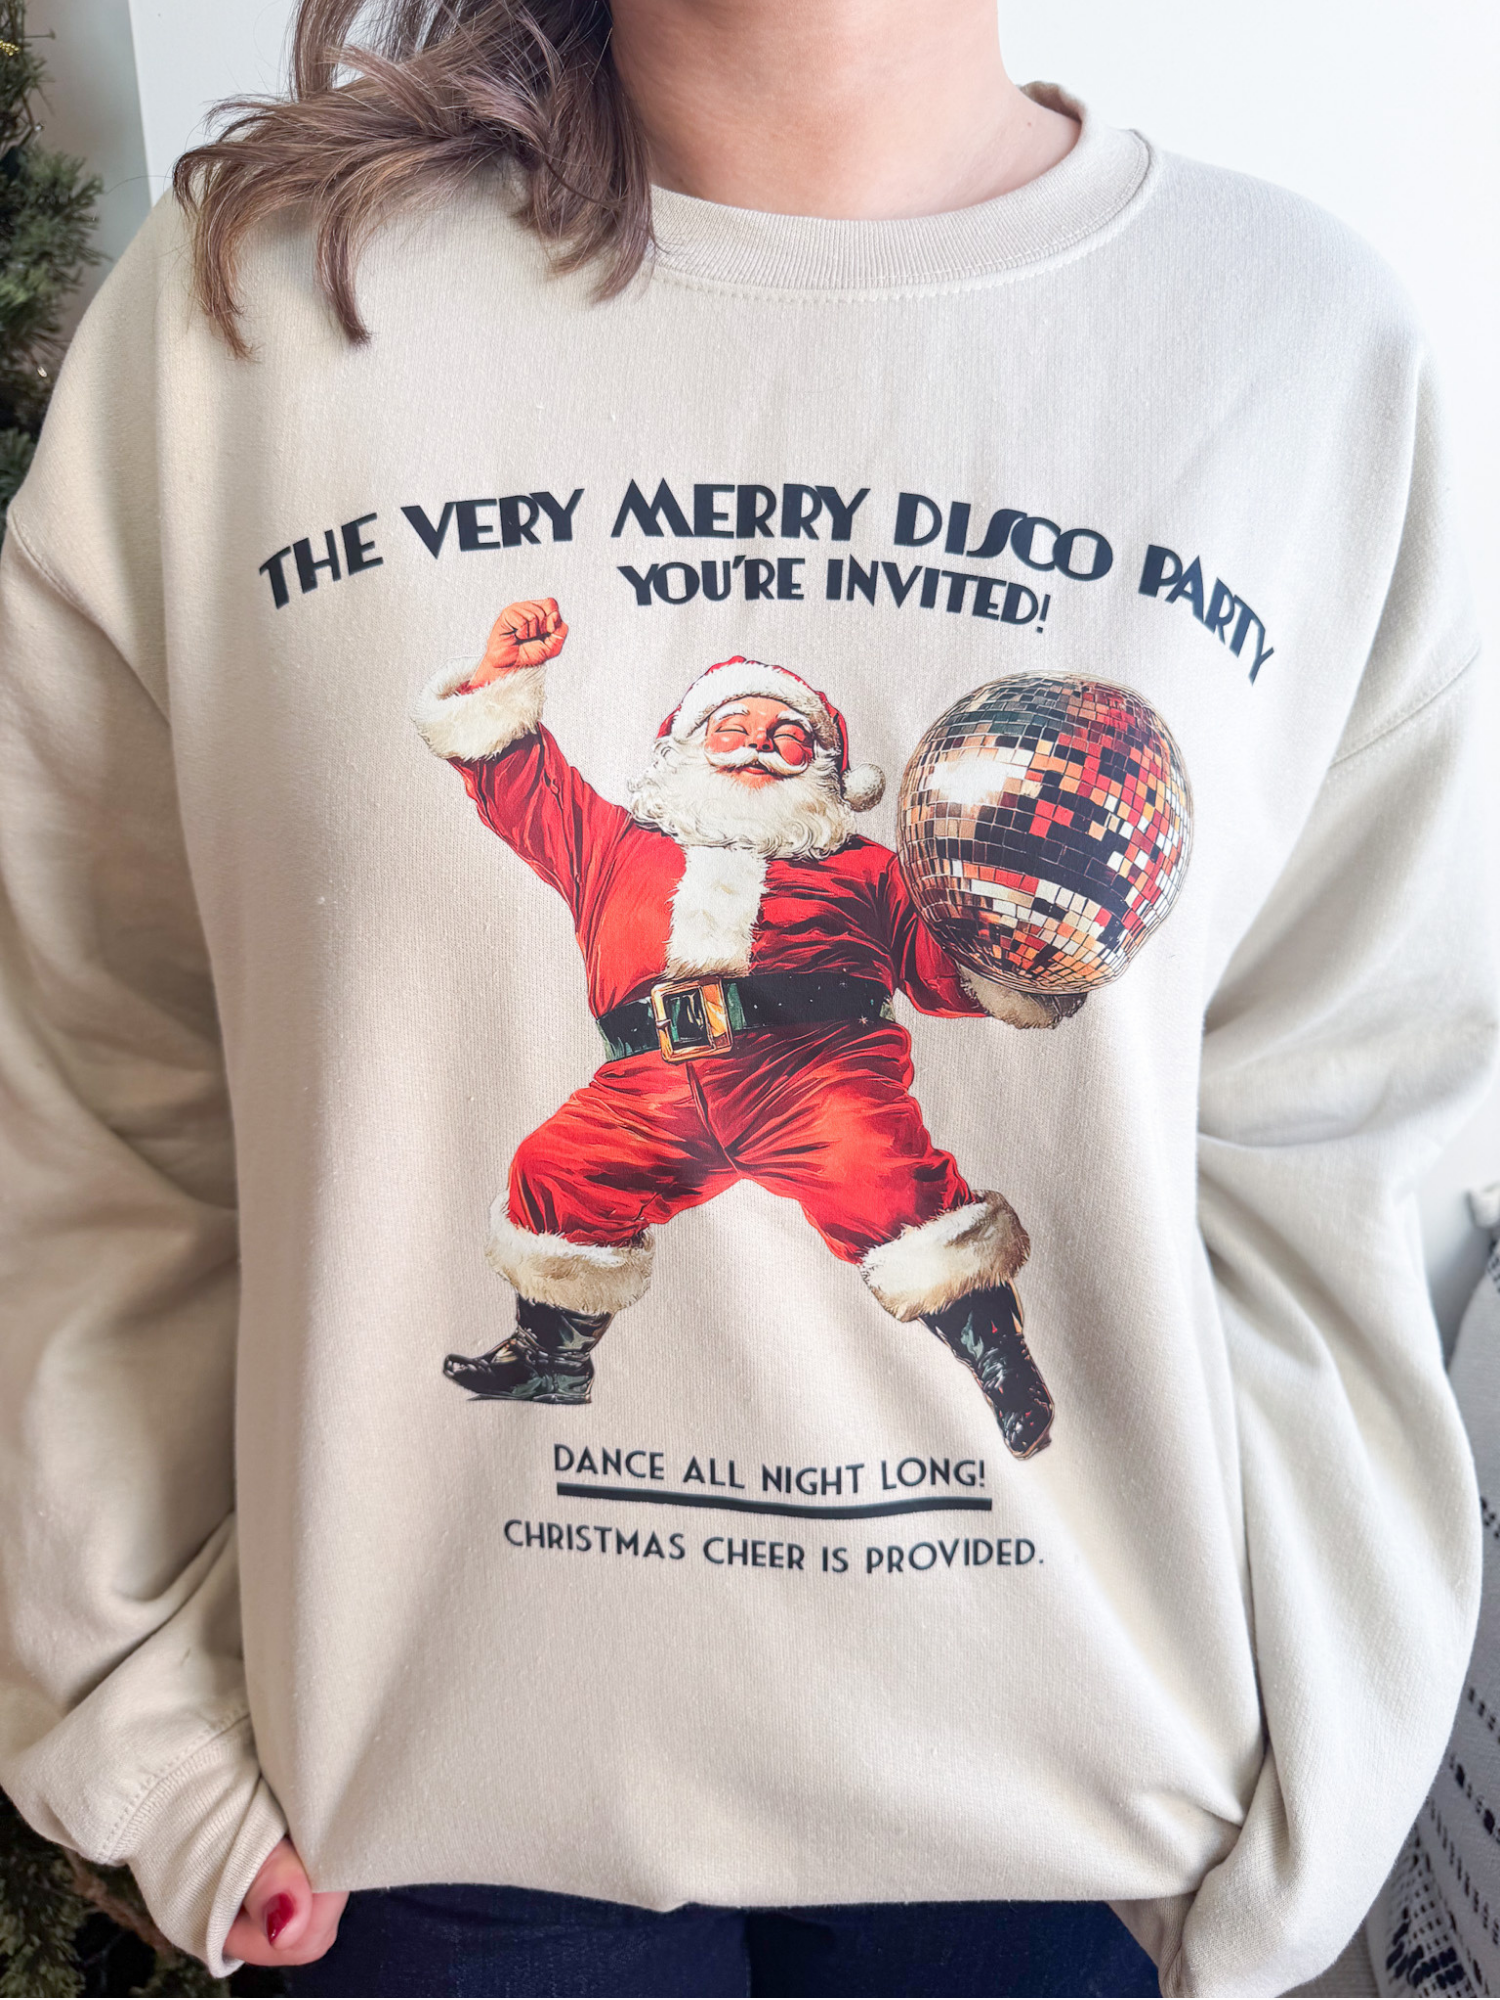 THE VERY MERRY DISCO PARTY
YOU'RE INVITED!
DANCE ALL NIGHT LONG!
CHRISTMAS CHEER IS PROVIDED.